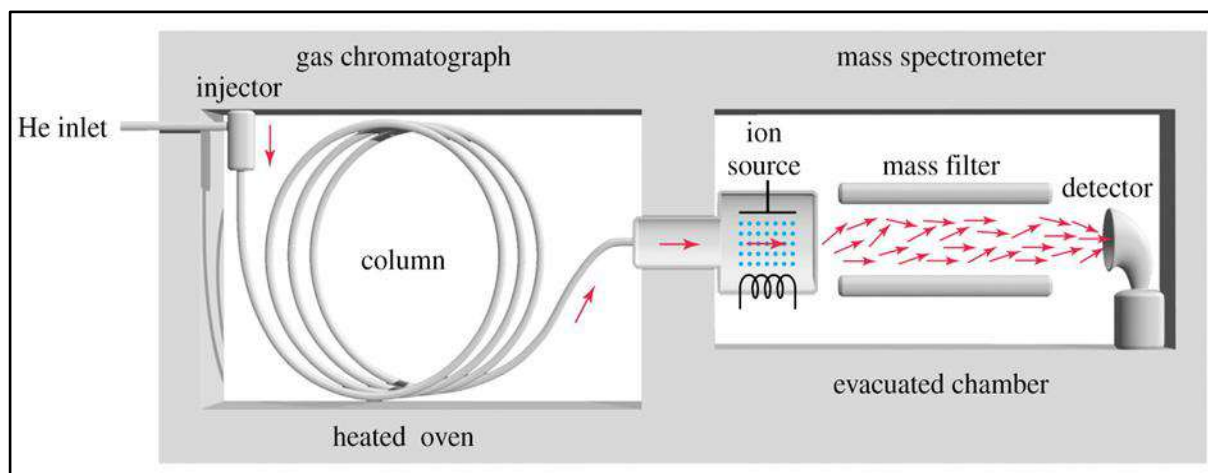 gas chromatograph
mass spectrometer
injector
He inlet
ion
source
mass filter
detector
column
evacuated chamber
heated oven